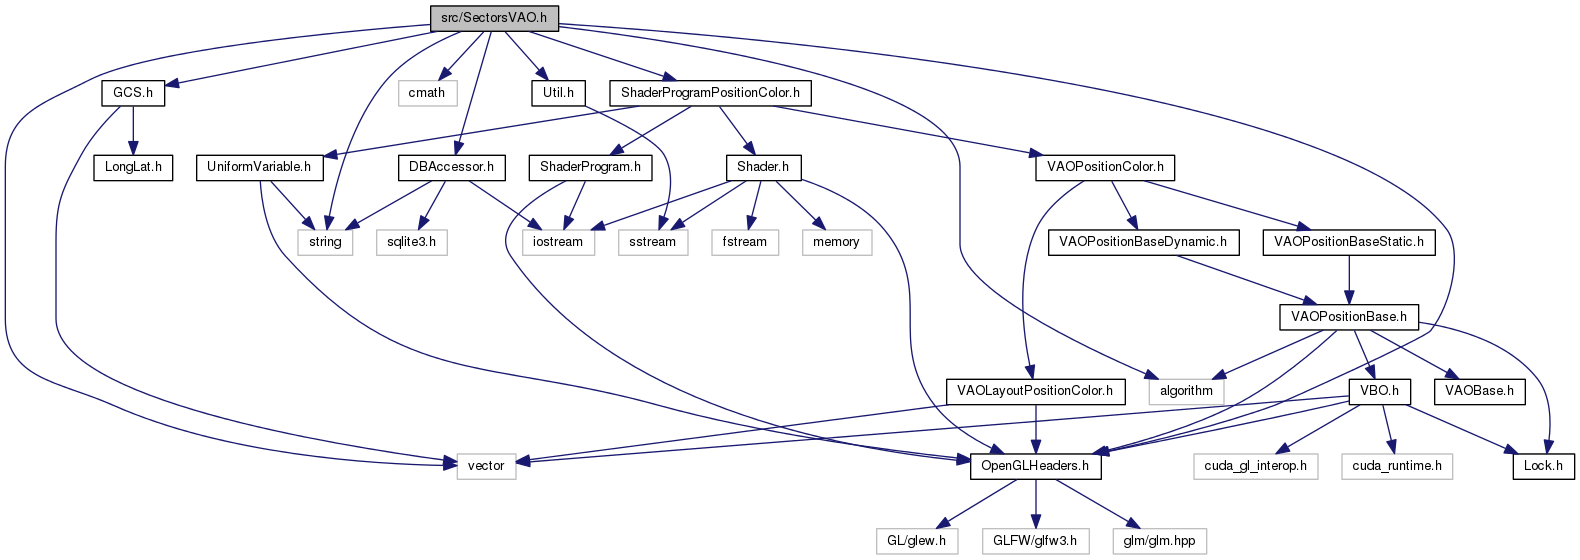 src/SectorsVAO.h
GCS.h
cmath
Util.h
ShaderProgramPositionColor.h
LongLat.h
UniformVariable.h
DBAccessor.h
ShaderProgram.h
Shader.h
VAOPositionColor.h
string
sqlite3.h
iostream
sstream
fstream
memory
VAOPositionBaseDynamic.h
VAOPositionBaseStatic.h
VAOPositionBase.h
VAOLayoutPositionColor.h
algorithm
VBO.h
VAOBase.h
vector
OpenGLHeaders.h
cuda_gl_interop.h
cuda_runtime.h
Lock.h
GL/glew.h
GLFW/glfw3.h
glm/glm.hpp